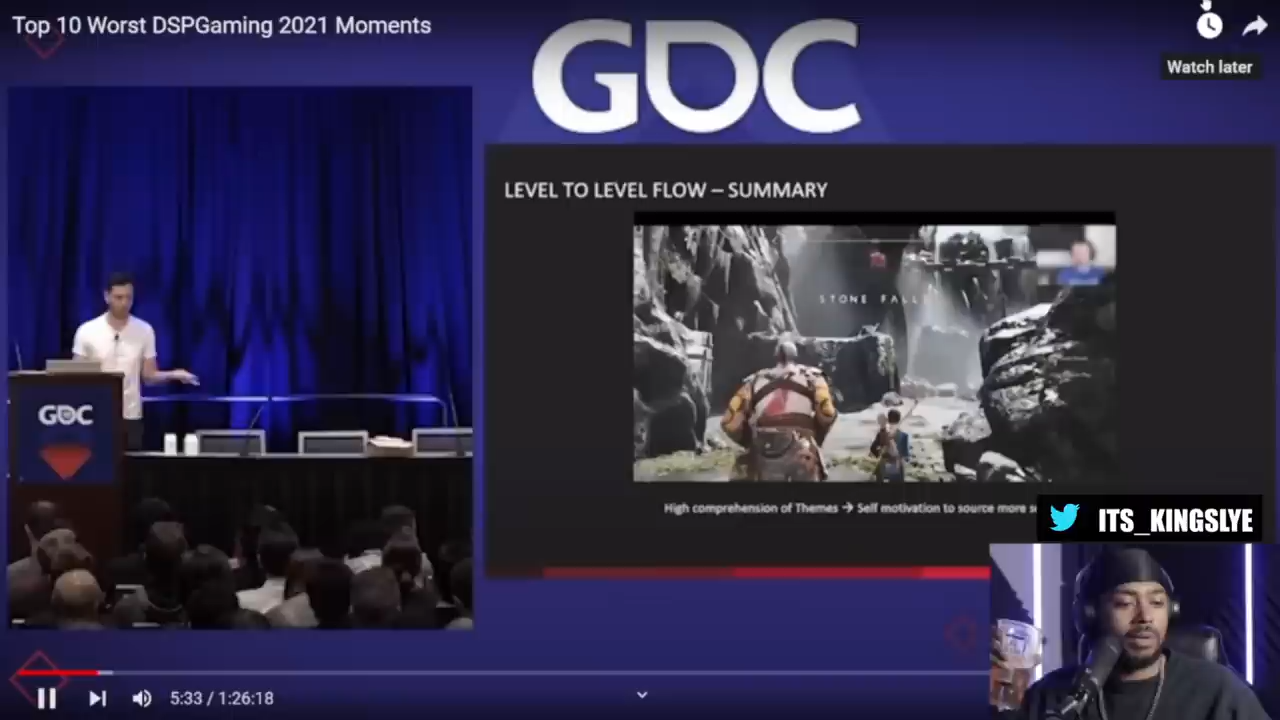 Top 10 Worst DSPGaming 2021 Moments
GDC
Watch later
LEVEL TO LEVEL FLOW – SUMMARY
STONE FALL
High comprehension of Themes → Self motivation to source more
GDC
ITS_KINGSLYE
5:33 / 1:26:18